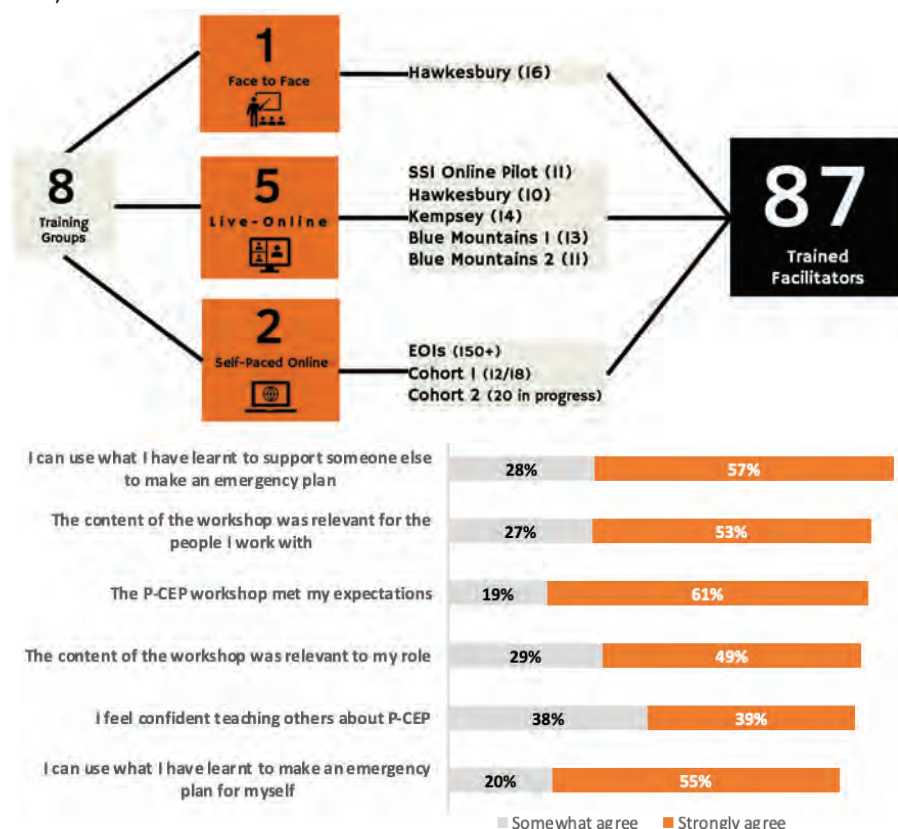 1
Face to Face
Hawkesbury (16)
8
Training
Groups
5
Live-Online
SSI Online Pilot (11)
Hawkesbury (10)
Kempsey (14)
Blue Mountains 1 (13)
Blue Mountains 2 (11)
87
Trained
Facilitators
2
Self-Paced Online
EOIs (150+)
Cohort 1 (12/18)
Cohort 2 (20 in progress)
I can use what I have learnt to support someone else
to make an emergency plan
28% 57%
The content of the workshop was relevant for the
people I work with
27% 53%
The P-CEP workshop met my expectations
19% 61%
The content of the workshop was relevant to my role
29% 49%
I feel confident teaching others about P-CEP
38% 39%
I can use what I have learnt to make an emergency
plan for myself
20% 55%
Somewhat agree Strongly agree